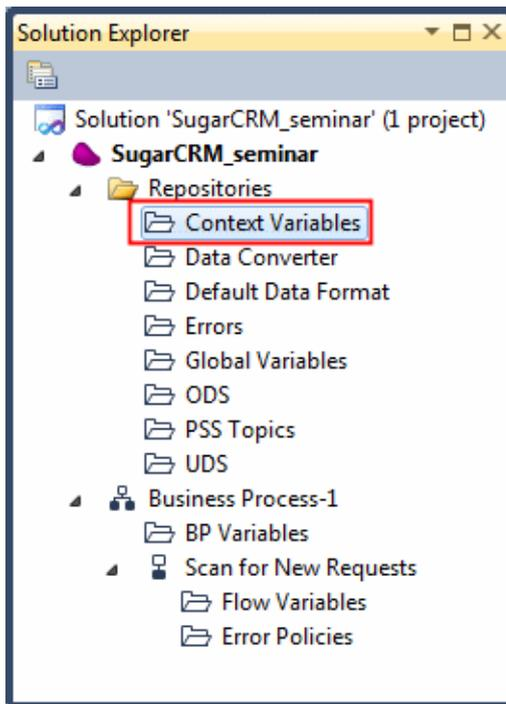 Solution Explorer
Solution 'SugarCRM_seminar' (1 project)
SugarCRM_seminar
Repositories
Context Variables
Data Converter
Default Data Format
Errors
Global Variables
ODS
PSS Topics
UDS
Business Process-1
BP Variables
Scan for New Requests
Flow Variables
Error Policies